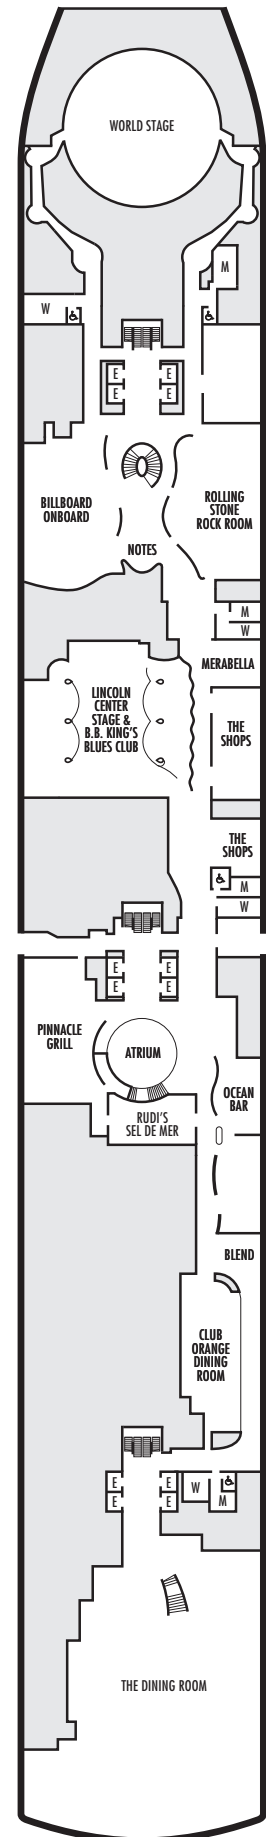 WORLD STAGE
M
W
E E
E E
BILLBOARD
ONBOARD
ROLLING
STONE
ROCK ROOM
NOTES
M
W
MERABELLA
LINCOLN
CENTER
STAGE &
B.B. KING'S
BLUES CLUB
THE
SHOPS
THE
SHOPS
M
W
E E
E E
PINNACLE
GRILL
ATRIUM
OCEAN
BAR
RUDI'S
SEL DE MER
BLEND
CLUB
ORANGE
DINING
ROOM
E E
E E
W
M
THE DINING ROOM